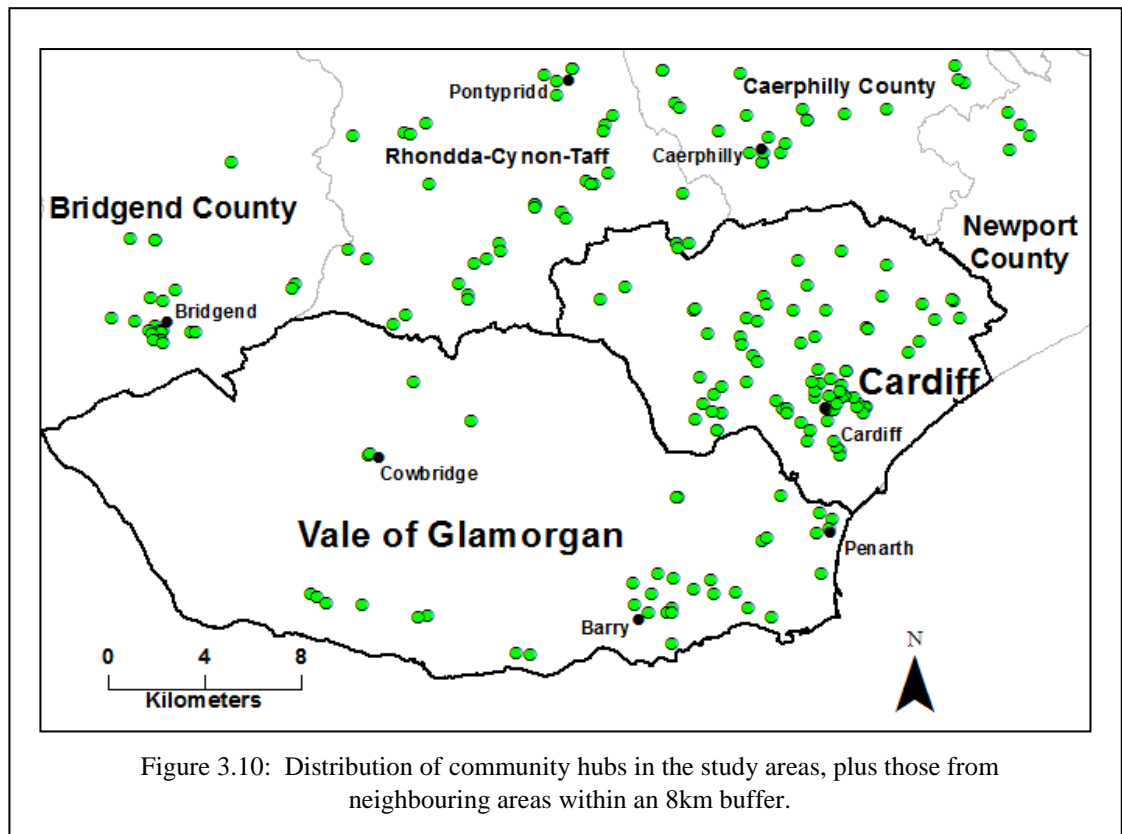 Pontypridd
Caerphilly County
Rhondda-Cynon-Taff
Caerphilly
Bridgend County
Newport
County
Bridgend
Cardiff
Cardiff
Cowbridge
Vale of Glamorgan
Penarth
Barry
N
0 4 8
Kilometers
Figure 3.10: Distribution of community hubs in the study areas, plus those from
neighbouring areas within an 8km buffer.